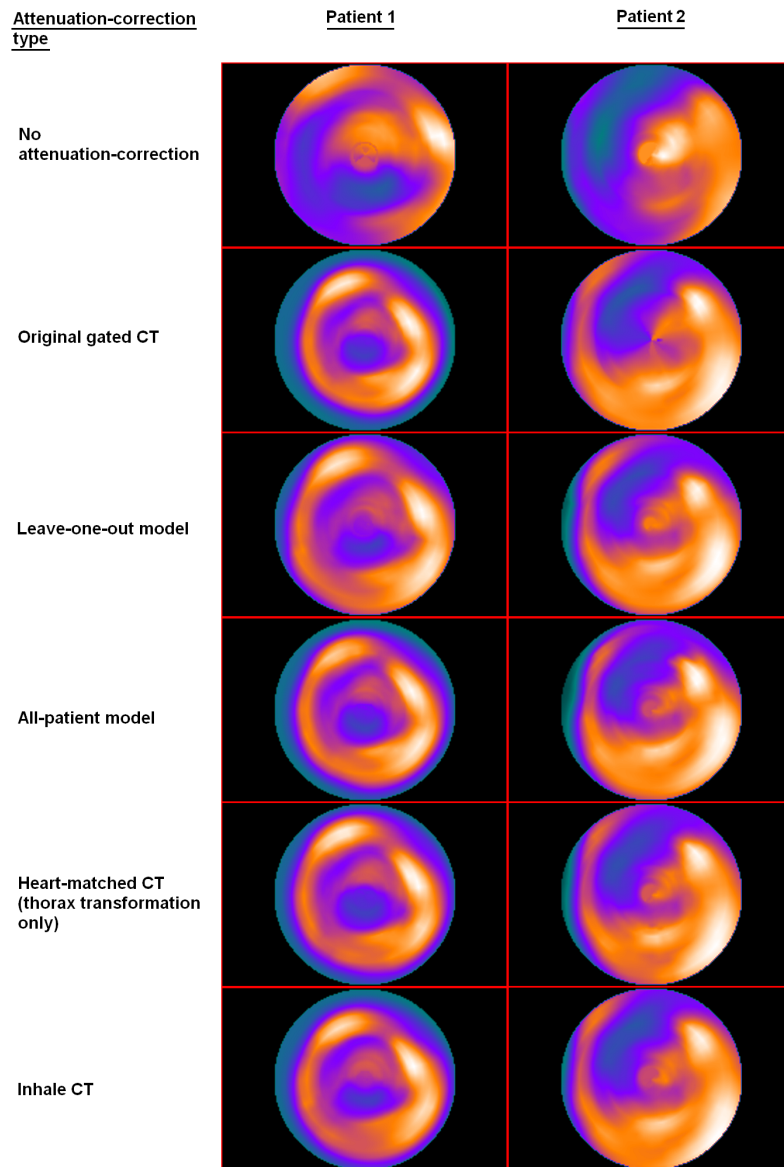 Attenuation-correction
type
Patient 1
Patient 2
No
attenuation-correction
Original gated CT
Leave-one-out model
All-patient model
Heart-matched CT
(thorax transformation
only)
Inhale CT